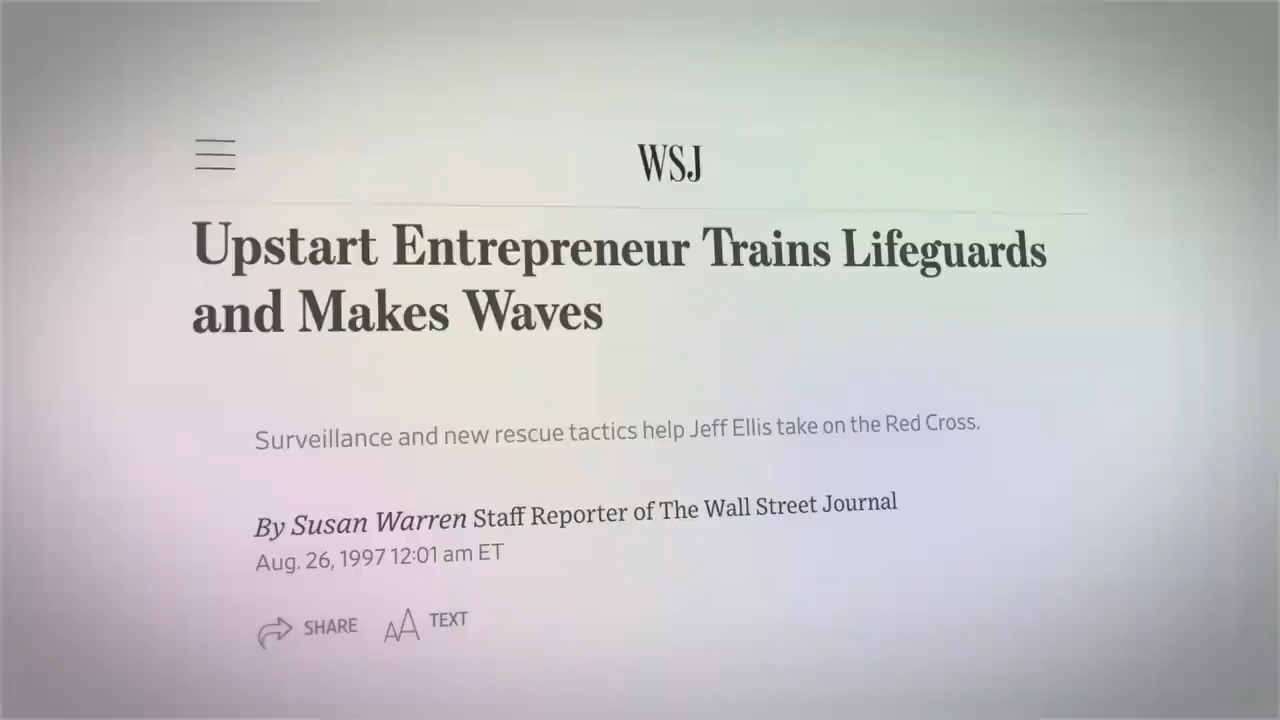 WSJ
Upstart Entrepreneur Trains Lifeguards
and Makes Waves
Surveillance and new rescue tactics help Jeff Ellis take on the Red Cross.
By Susan Warren Staff Reporter of The Wall Street Journal
Aug. 26, 1997 12:01 am ET
SHARE
AA TEXT